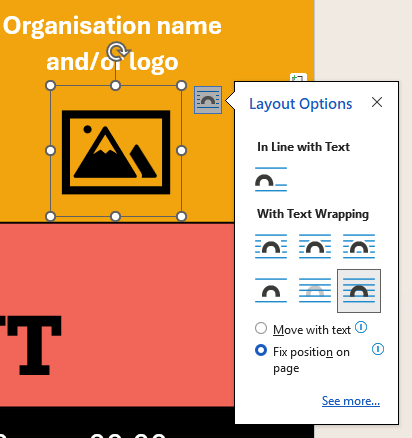 Organisation name
and/or logo
Layout Options
In Line with Text
With Text Wrapping
Move with text
Fix position on
page
See more...